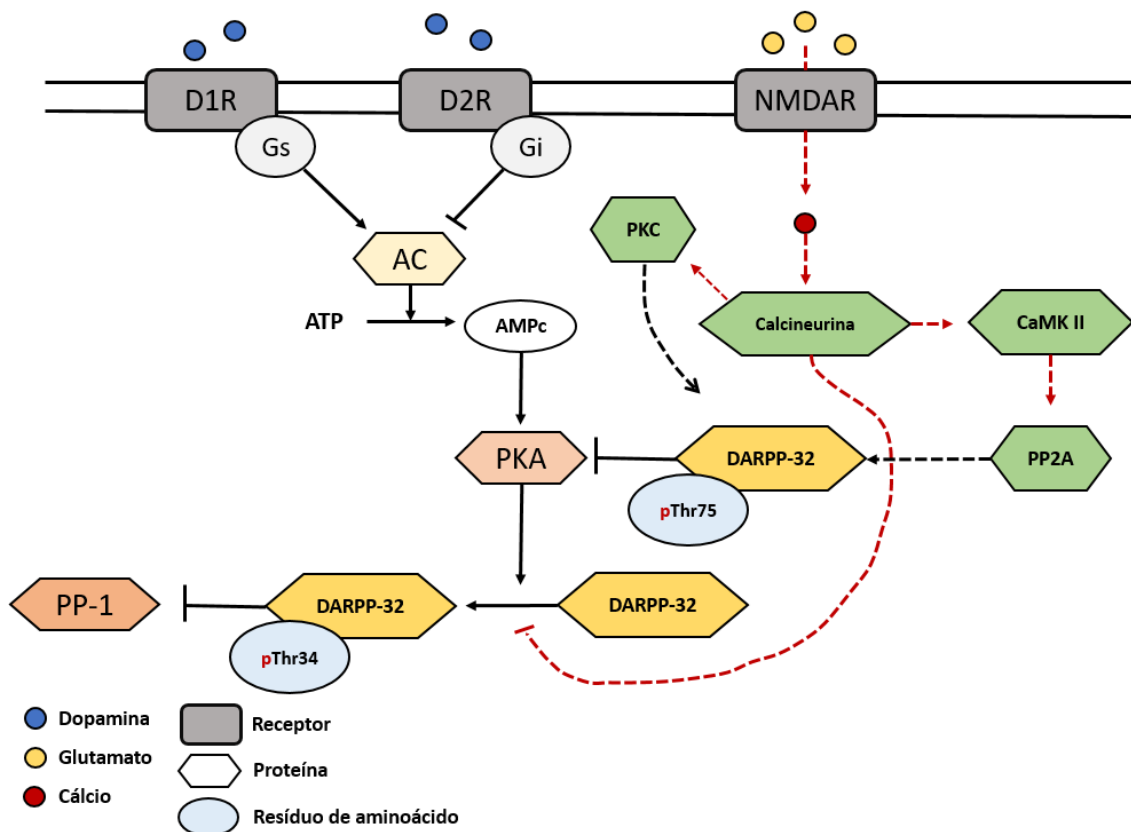 D1R
D2R
NMDAR
Gs
Gi
PKC
AC
ATP
AMPc
Calcineurina
CaMK II
PKA
DARPP-32
PP2A
pThr75
PP-1
DARPP-32
DARPP-32
pThr34
Dopamina
Receptor
Glutamato
Proteína
Cálcio
Resíduo de aminoácido